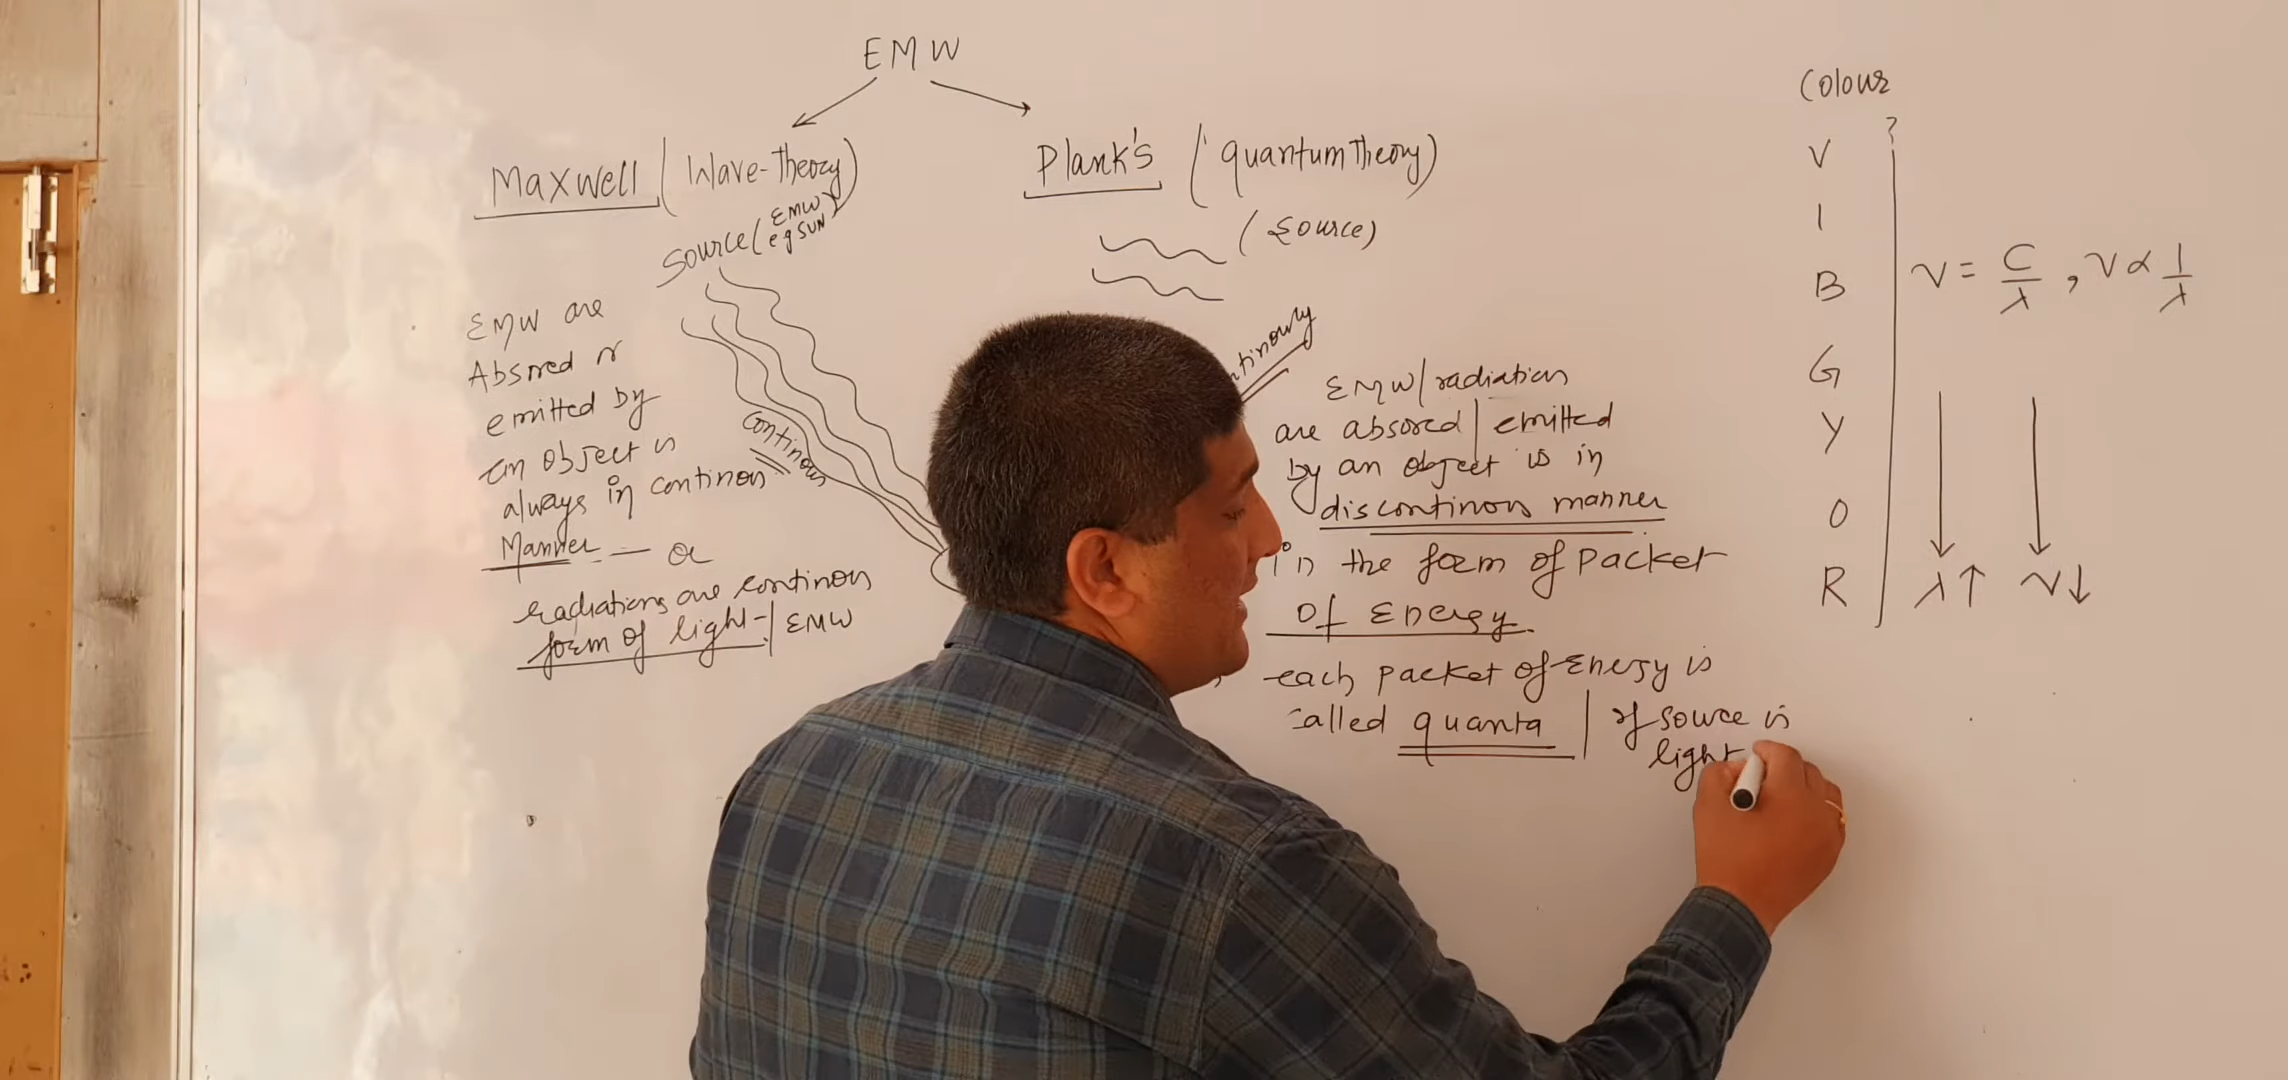 EMW
Maxwell (Wave-Theory)
Source (EMW
eg SUN)
continous
EMW are
Absored or
emitted by
an object is
always in continous
Manner — or
radiations are continous
form of light | EMW
Plank's (quantum Theory)
(Source)
EMW/radiation
are absored/emitted
by an object is in
discontinous manner
in the form of packet
Of Energy
each packet of Energy is
called quanta | if source is
light
Colour
V
I
B
G
Y
O
R
ν = C/λ, ν ∝ 1/λ
λ↑ ν↓